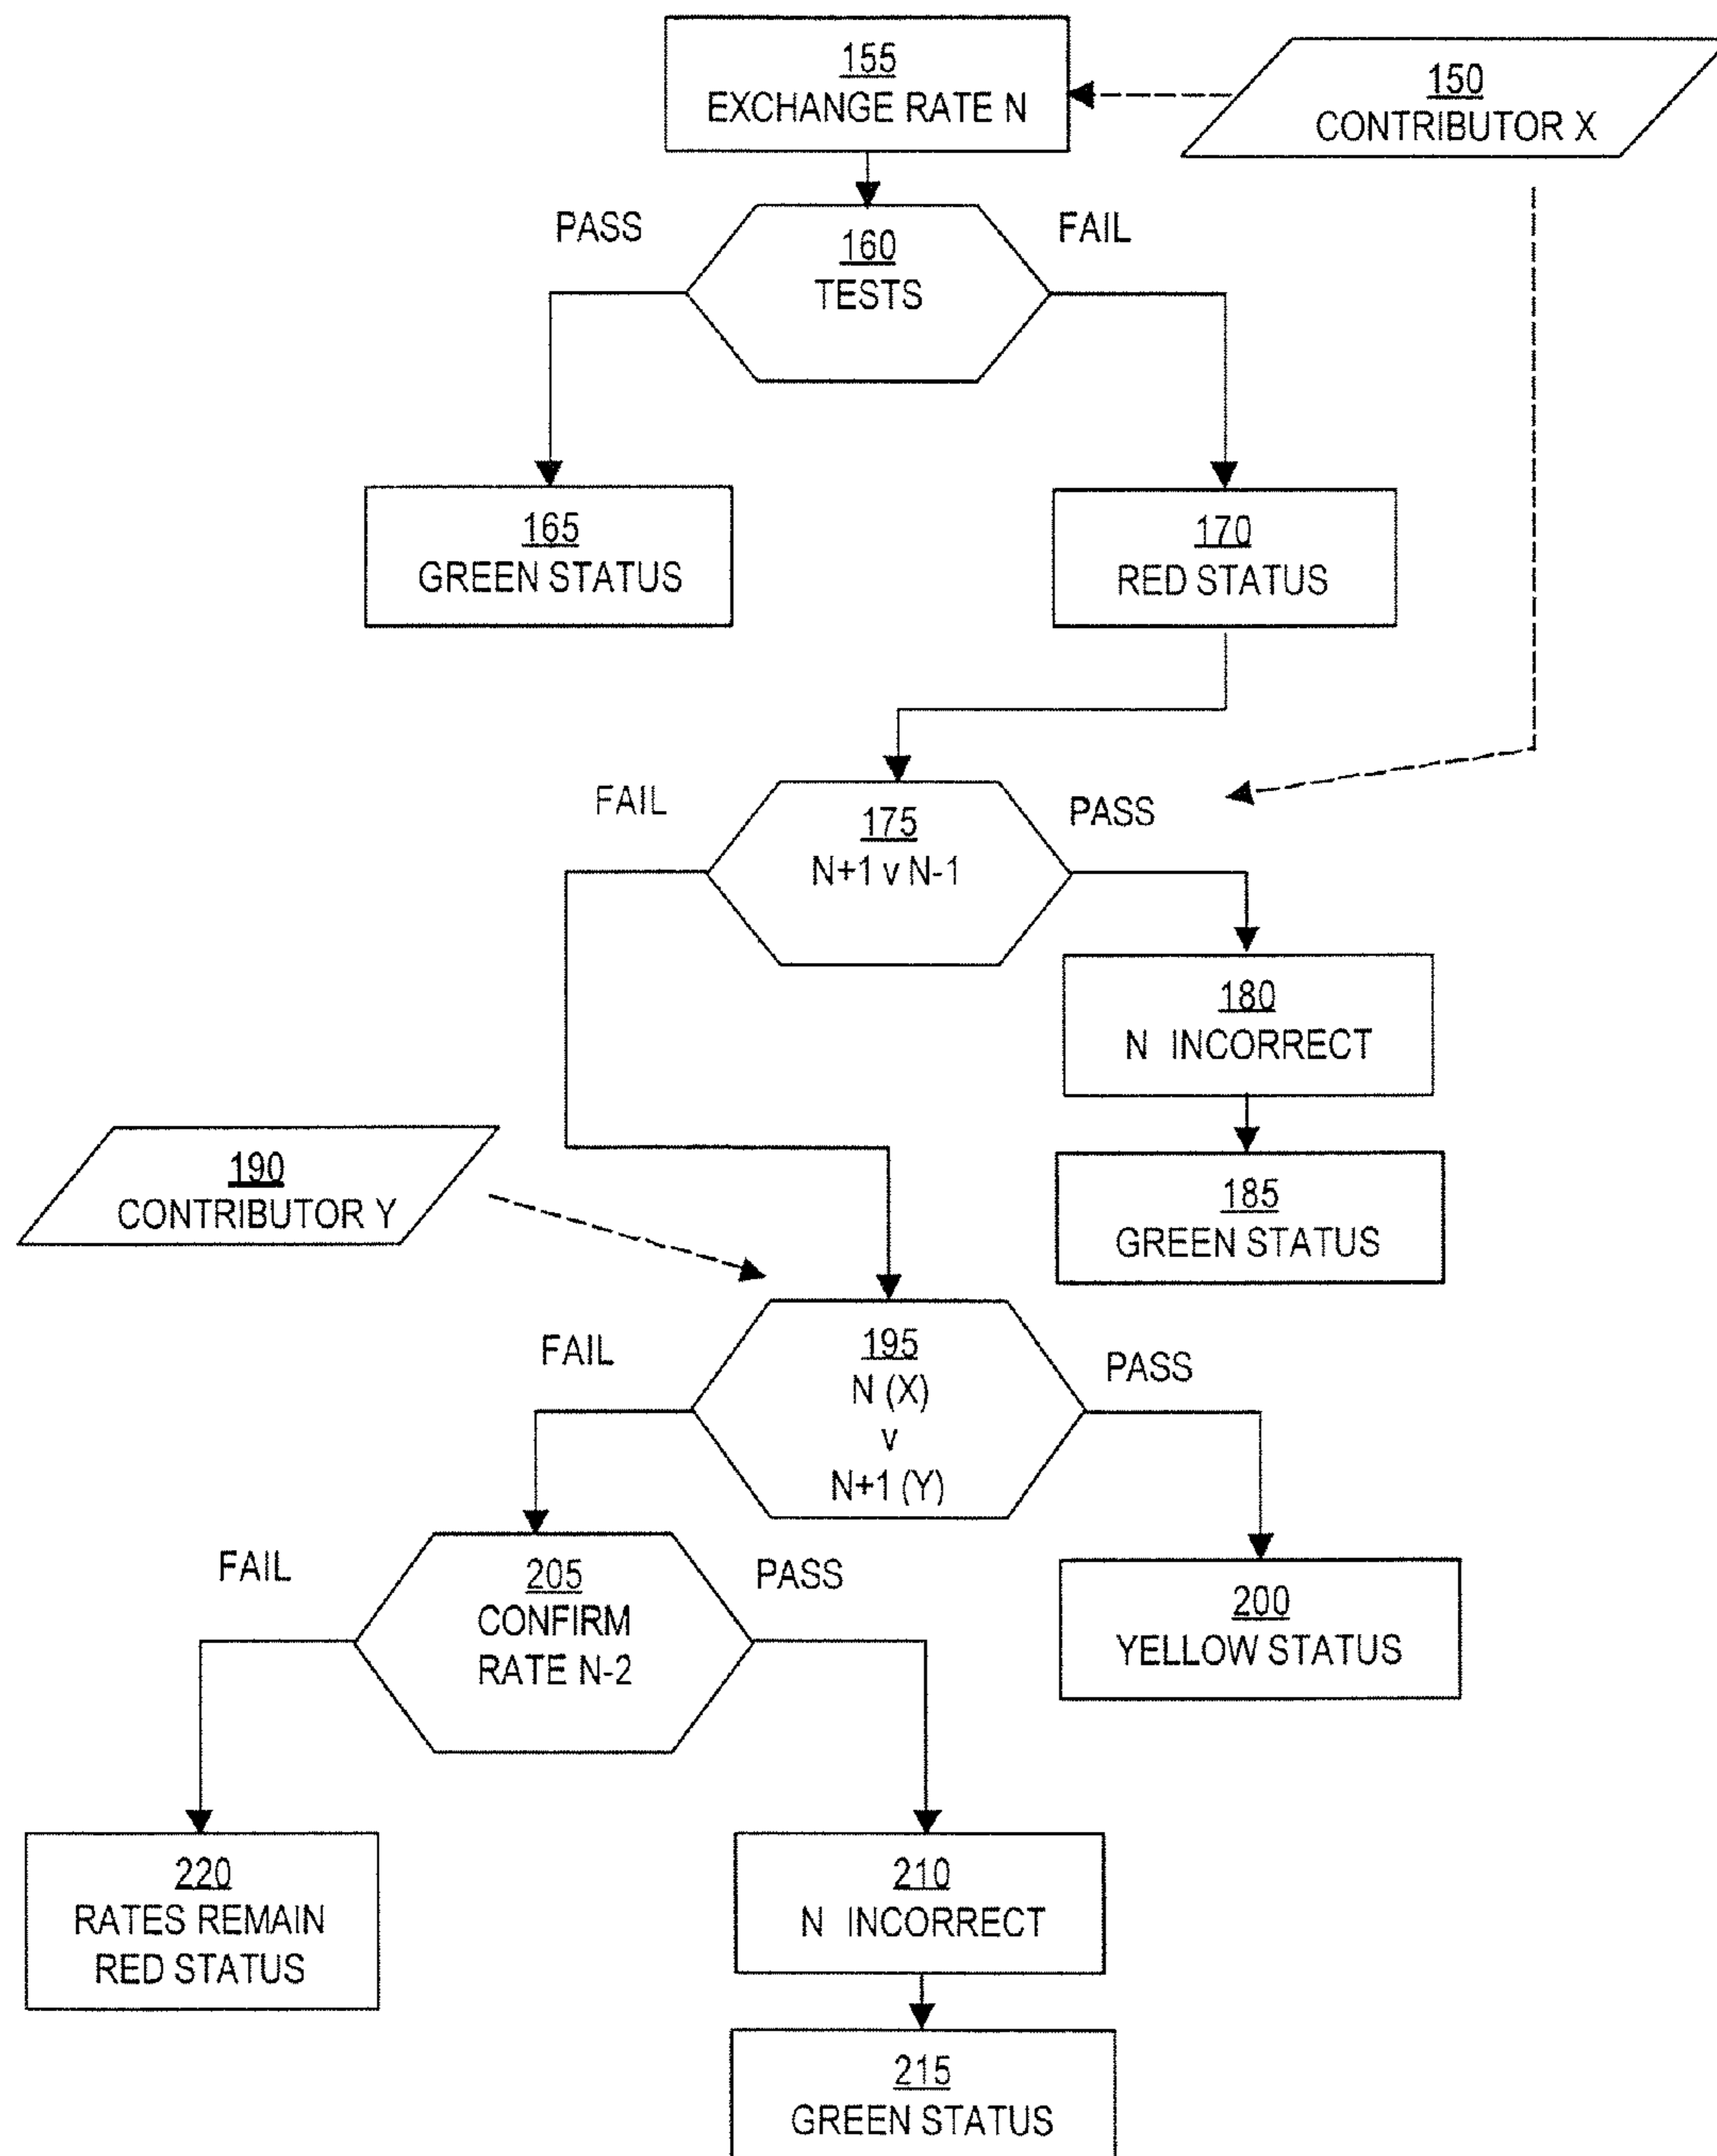 155
EXCHANGE RATE N
150
CONTRIBUTOR X
PASS
FAIL
160
TESTS
165
GREEN STATUS
170
RED STATUS
FAIL
PASS
175
N+1 v N-1
180
N INCORRECT
190
CONTRIBUTOR Y
185
GREEN STATUS
FAIL
PASS
195
N (X)
v
N+1 (Y)
FAIL
PASS
205
CONFIRM
RATE N-2
200
YELLOW STATUS
220
RATES REMAIN
RED STATUS
210
N INCORRECT
215
GREEN STATUS